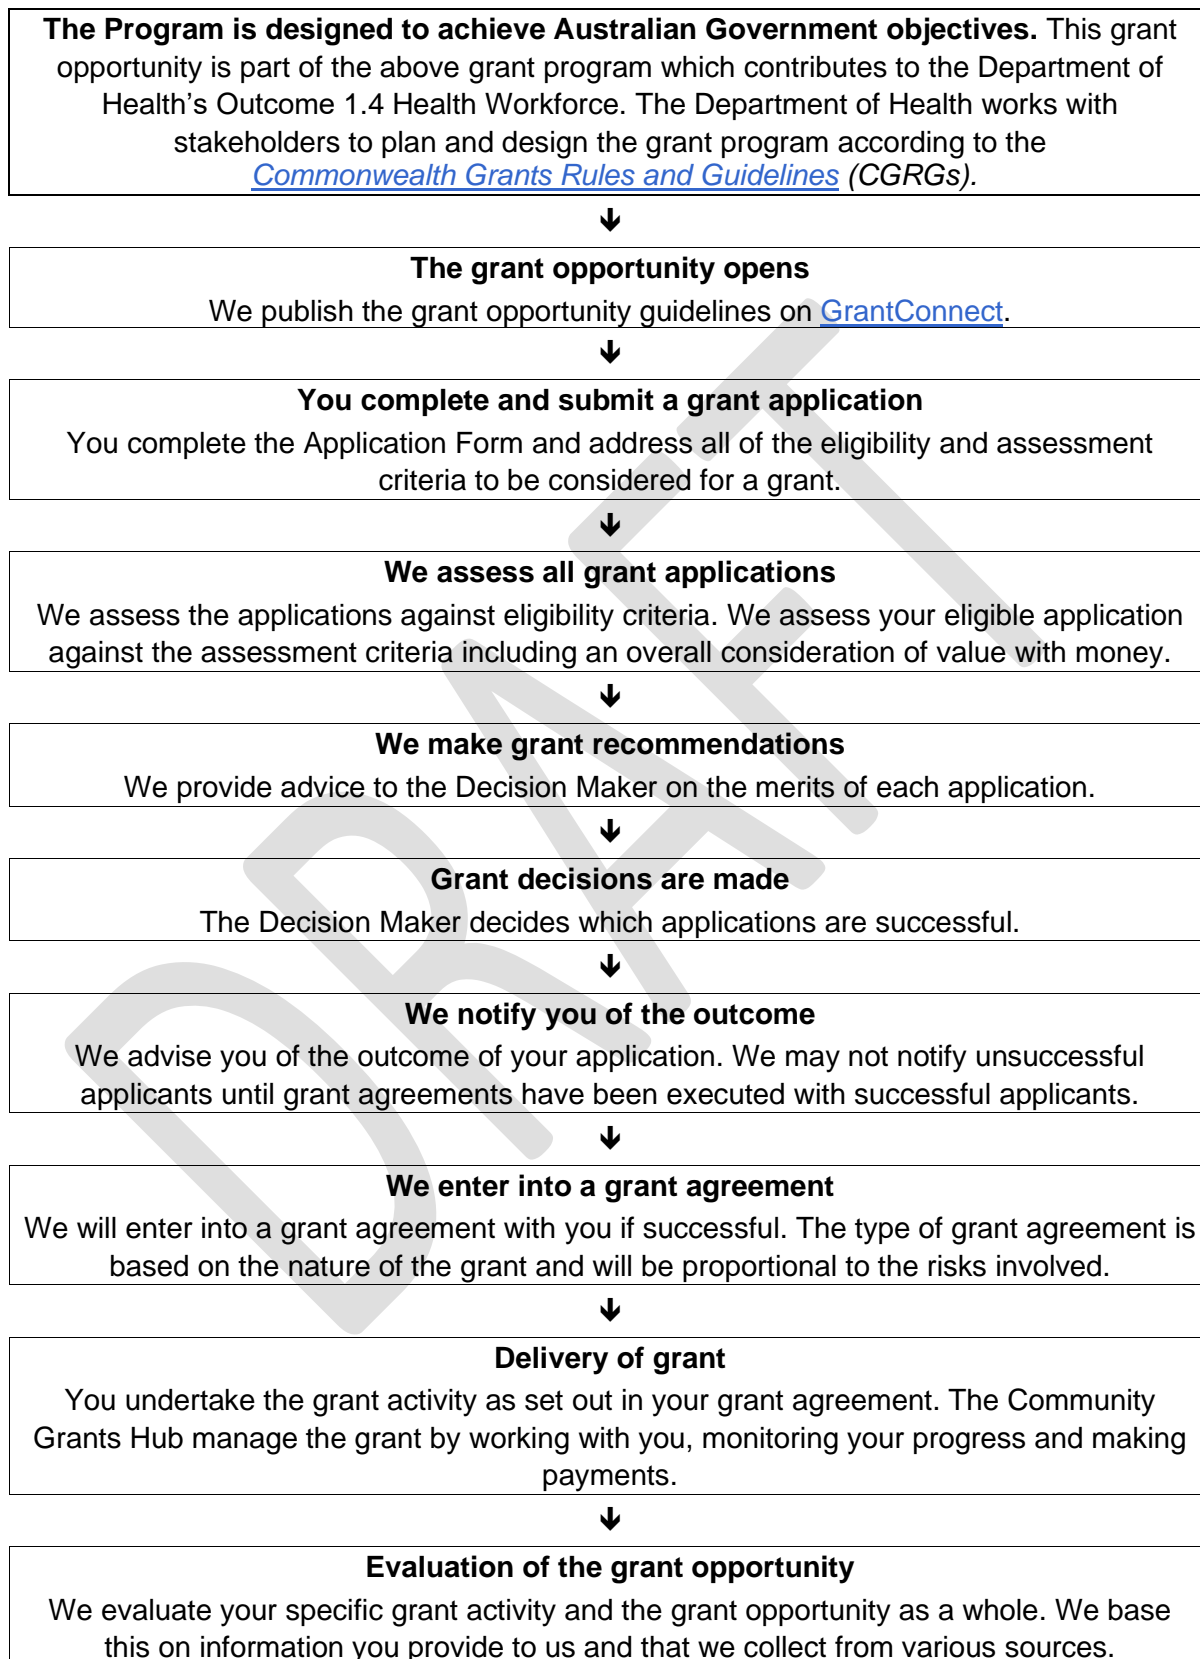 The Program is designed to achieve Australian Government objectives. This grant
opportunity is part of the above grant program which contributes to the Department of
Health’s Outcome 1.4 Health Workforce. The Department of Health works with
stakeholders to plan and design the grant program according to the
Commonwealth Grants Rules and Guidelines (CGRGs).
🡻
The grant opportunity opens
We publish the grant opportunity guidelines on GrantConnect.
🡻
You complete and submit a grant application
You complete the Application Form and address all of the eligibility and assessment
criteria to be considered for a grant.
🡻
We assess all grant applications
We assess the applications against eligibility criteria. We assess your eligible application
against the assessment criteria including an overall consideration of value with money.
🡻
We make grant recommendations
We provide advice to the Decision Maker on the merits of each application.
🡻
Grant decisions are made
The Decision Maker decides which applications are successful.
🡻
We notify you of the outcome
We advise you of the outcome of your application. We may not notify unsuccessful
applicants until grant agreements have been executed with successful applicants.
🡻
We enter into a grant agreement
We will enter into a grant agreement with you if successful. The type of grant agreement is
based on the nature of the grant and will be proportional to the risks involved.
🡻
Delivery of grant
You undertake the grant activity as set out in your grant agreement. The Community
Grants Hub manage the grant by working with you, monitoring your progress and making
payments.
🡻
Evaluation of the grant opportunity
We evaluate your specific grant activity and the grant opportunity as a whole. We base
this on information you provide to us and that we collect from various sources.
DRAFT